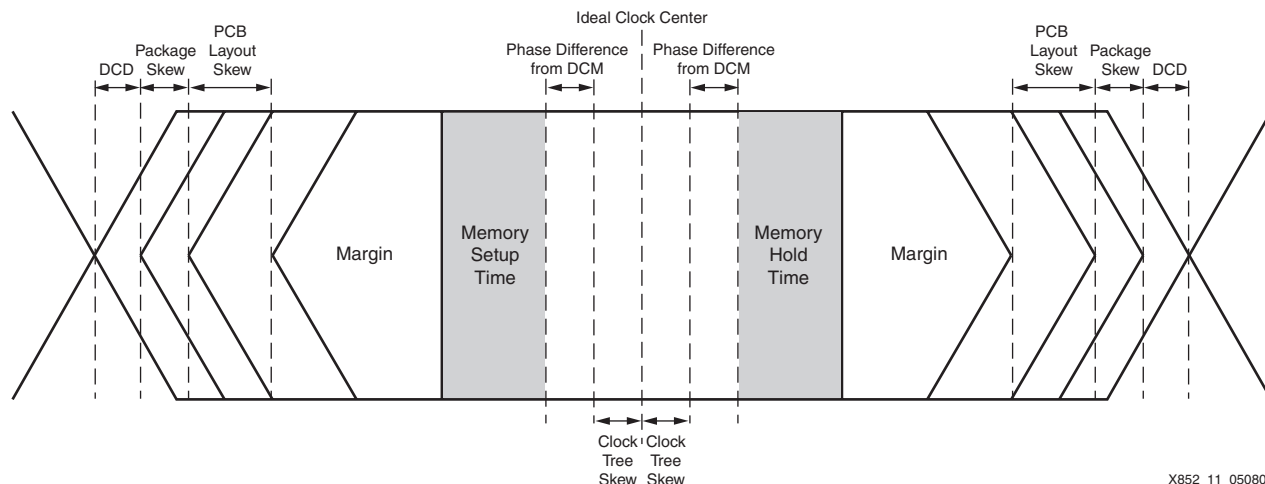 Ideal Clock Center
DCD
Package
Skew
PCB
Layout
Skew
Phase Difference
from DCM
Phase Difference
from DCM
PCB
Layout
Skew
Package
Skew
DCD
Margin
Memory
Setup
Time
Memory
Hold
Time
Margin
Clock
Tree
Skew
Clock
Tree
Skew
X852_11_05080